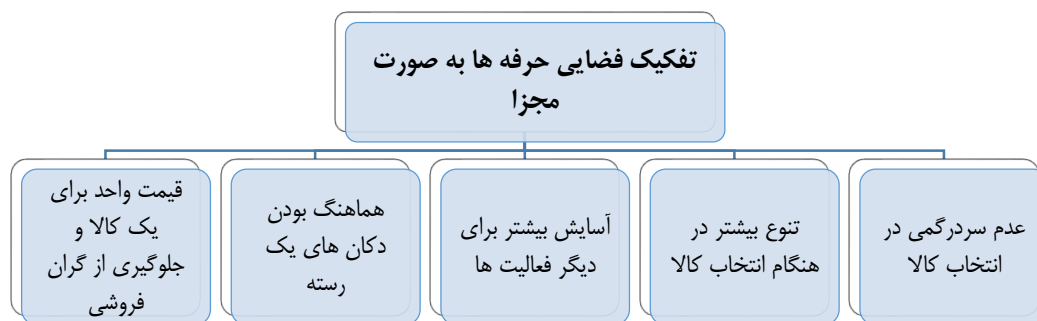 تفکیک فضایی حرفه ها به صورت
مجزا
عدم سردرگمی در
انتخاب کالا
تنوع بیشتر در
هنگام انتخاب کالا
آسایش بیشتر برای
دیگر فعالیت ها
هماهنگ بودن
دکان های یک
رسته
قیمت واحد برای
یک کالا و
جلوگیری از گران
فروشی